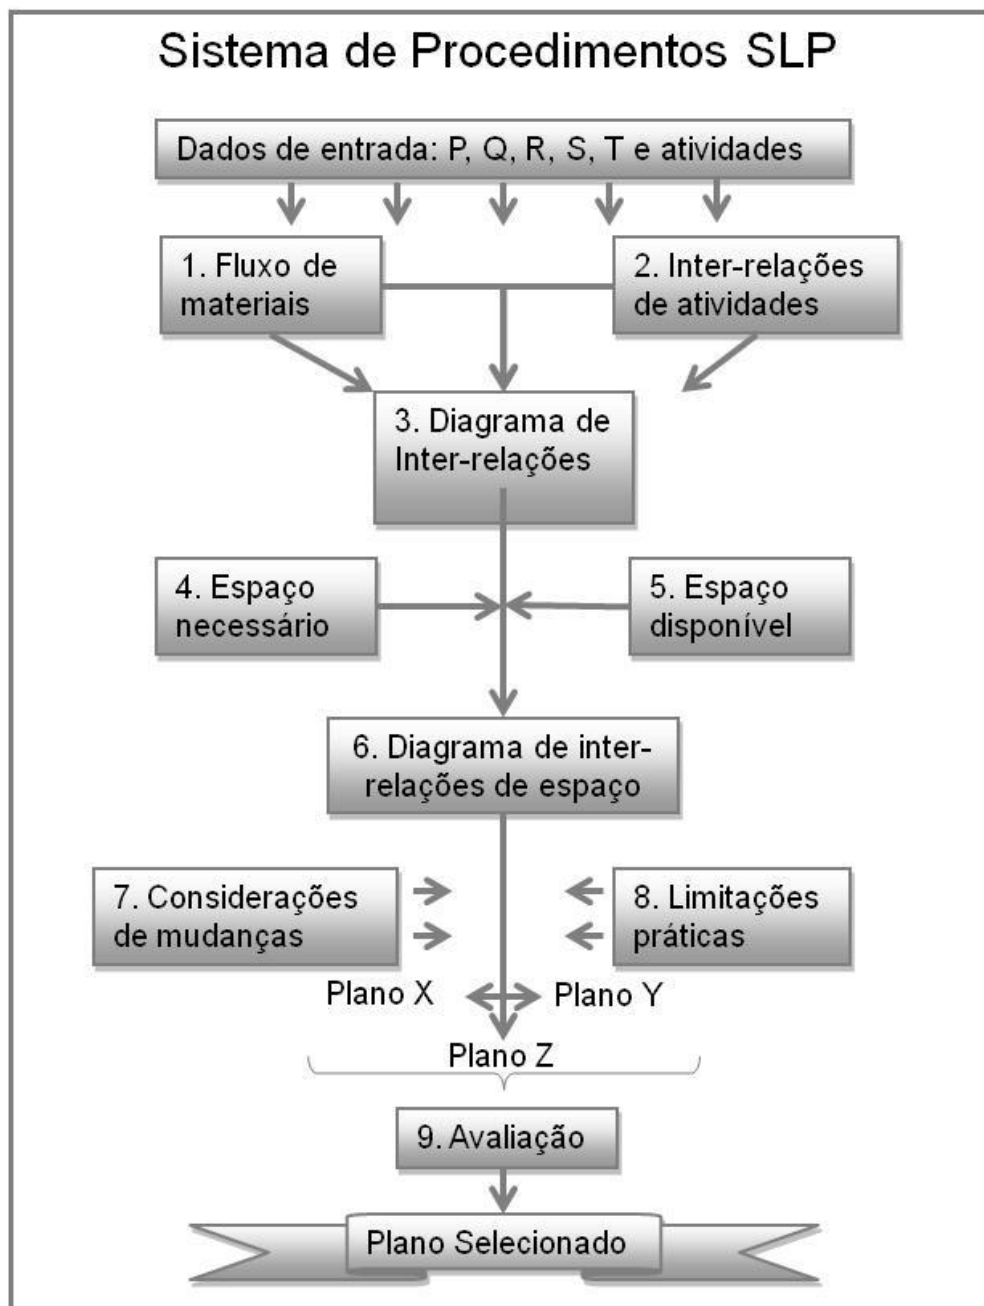 Sistema de Procedimentos SLP
Dados de entrada: P, Q, R, S, T e atividades
1. Fluxo de
materiais
2. Inter-relações
de atividades
3. Diagrama de
Inter-relações
4. Espaço
necessário
5. Espaço
disponível
6. Diagrama de inter-
relações de espaço
7. Considerações
de mudanças
8. Limitações
práticas
Plano X
Plano Y
Plano Z
9. Avaliação
Plano Selecionado